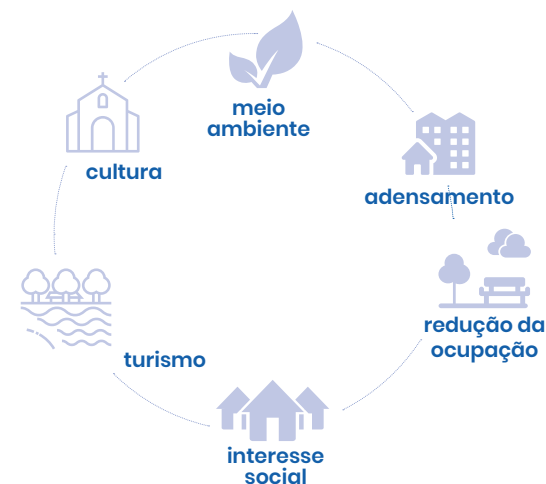 meio
ambiente
cultura
adensamento
redução da
ocupação
turismo
interesse
social